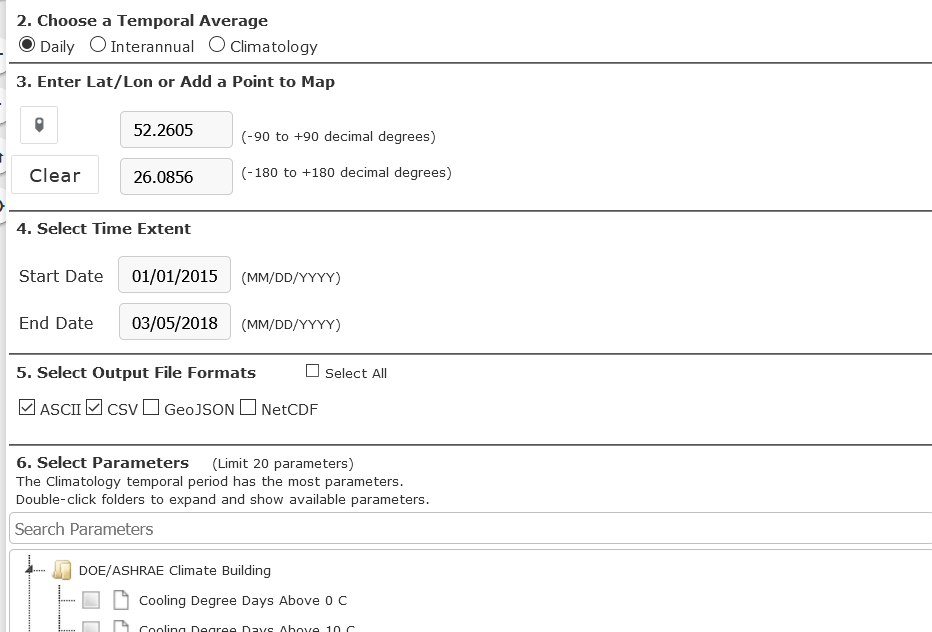 2. Choose a Temporal Average
Daily Interannual Climatology
3. Enter Lat/Lon or Add a Point to Map
52.2605 (-90 to +90 decimal degrees)
Clear 26.0856 (-180 to +180 decimal degrees)
4. Select Time Extent
Start Date 01/01/2015 (MM/DD/YYYY)
End Date 03/05/2018 (MM/DD/YYYY)
5. Select Output File Formats Select All
ASCII CSV GeoJSON NetCDF
6. Select Parameters (Limit 20 parameters)
The Climatology temporal period has the most parameters.
Double-click folders to expand and show available parameters.
Search Parameters
DOE/ASHRAE Climate Building
Cooling Degree Days Above 0 C
Cooling Degree Days Above 10 C